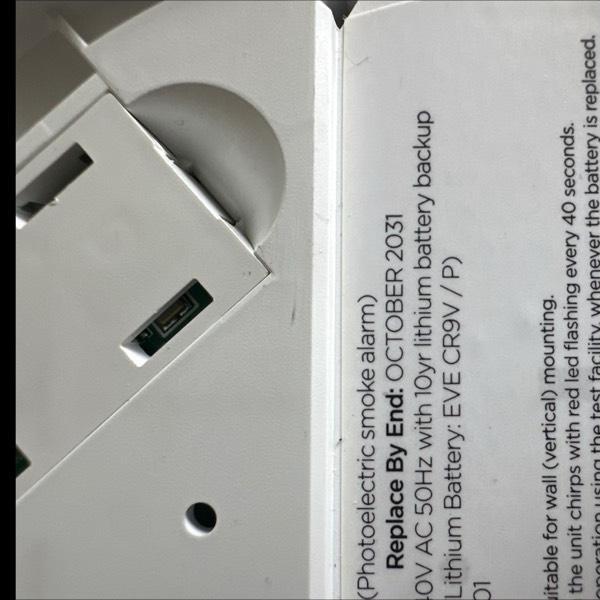 (Photoelectric smoke alarm)
Replace By End: OCTOBER 2031
0V AC 50Hz with 10yr lithium battery backup
Lithium Battery: EVE CR9V / P)
01
uitable for wall (vertical) mounting.
the unit chirps with red led flashing every 40 seconds.
operation using the test facility, whenever the battery is replaced.